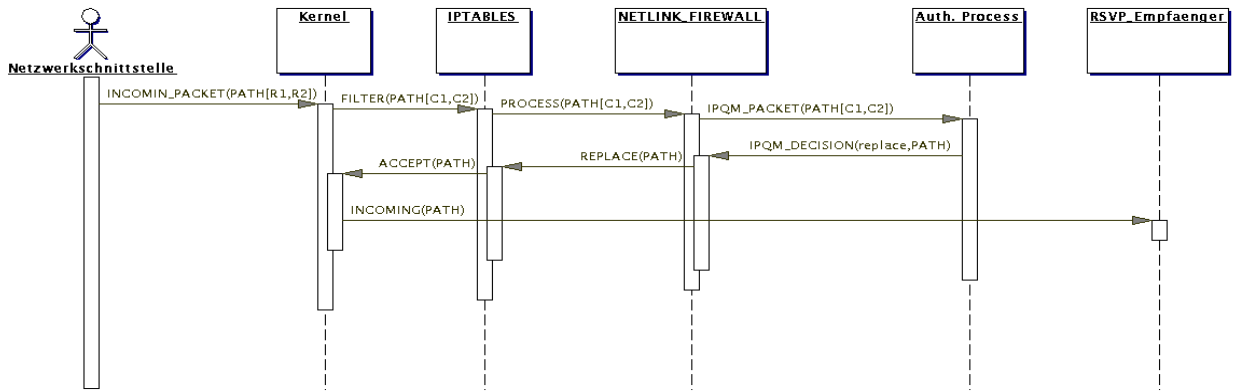 Kernel
IPTABLES
NETLINK_FIREWALL
Auth. Process
RSVP_Empfaenger
Netzwerkschnittstelle
INCOMIN_PACKET(PATH[R1,R2])
FILTER(PATH[C1,C2])
PROCESS(PATH[C1,C2])
IPQM_PACKET(PATH[C1,C2])
IPQM_DECISION(replace,PATH)
REPLACE(PATH)
ACCEPT(PATH)
INCOMING(PATH)